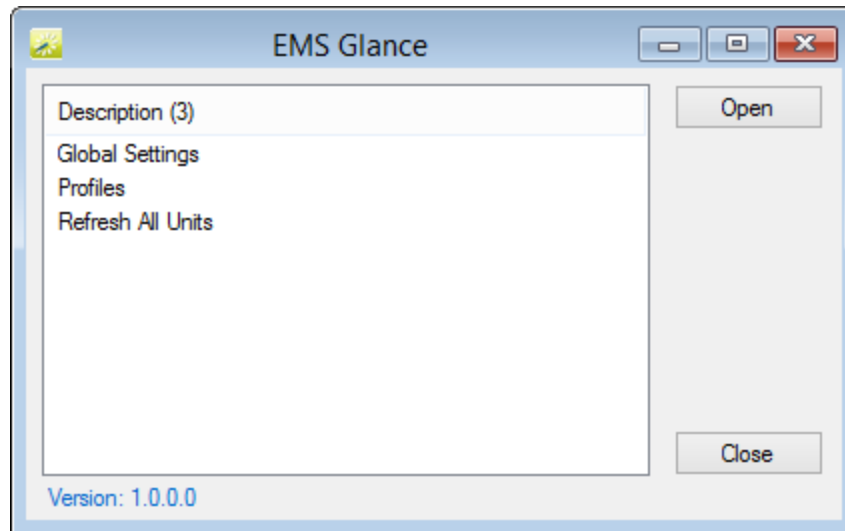 EMS Glance
Description (3)
Open
Global Settings
Profiles
Refresh All Units
Close
Version: 1.0.0.0